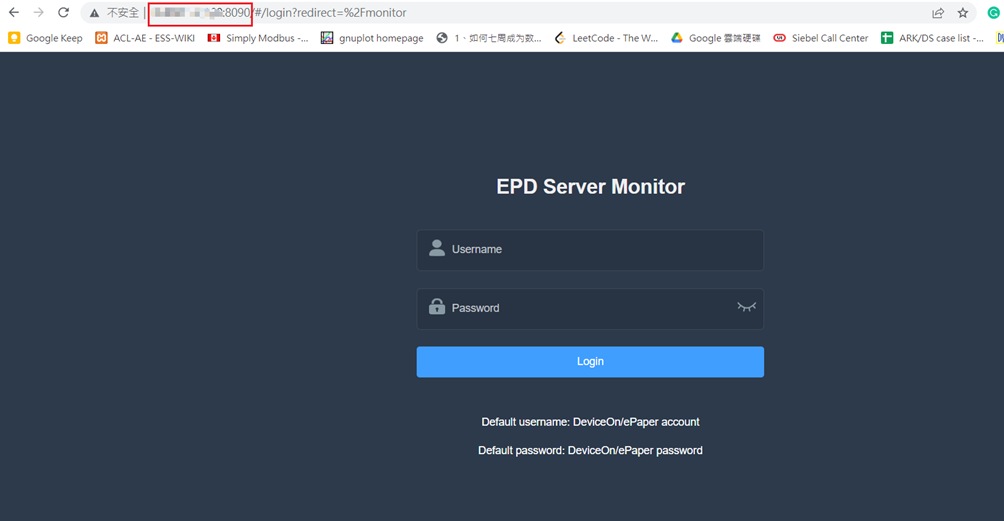 不安全 :8090/#/login?redirect=%2Fmonitor
Google Keep ACL-AE - ESS-WIKI Simply Modbus -... gnuplot homepage 1、如何七周成为数... LeetCode - The W... Google 雲端硬碟 Siebel Call Center ARK/DS case list -...
EPD Server Monitor
Username
Password
Login
Default username: DeviceOn/ePaper account
Default password: DeviceOn/ePaper password